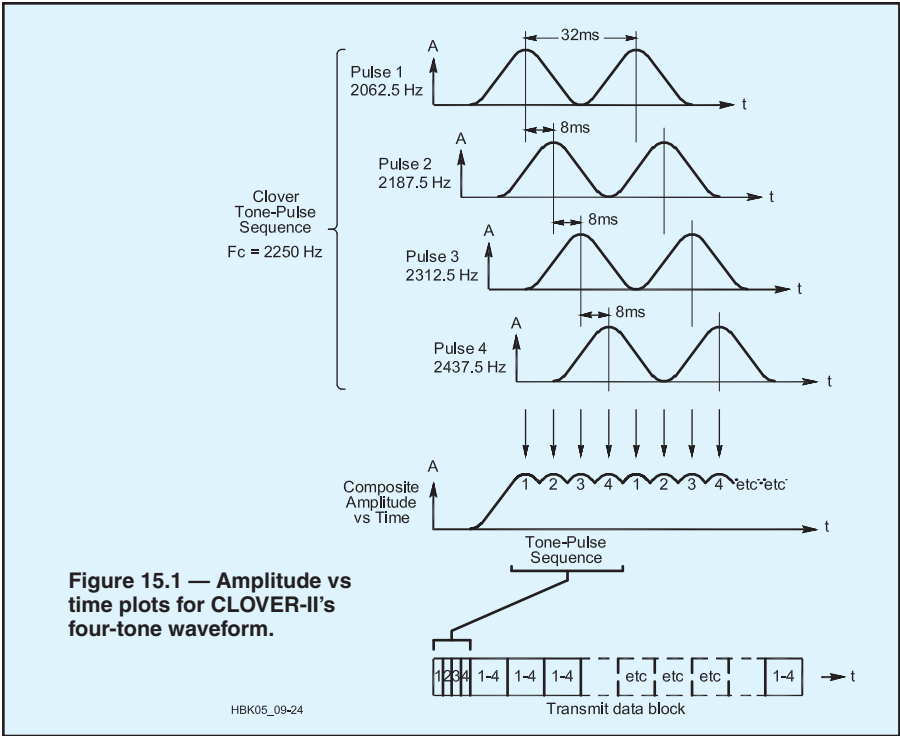 32ms
A
Pulse 1
2062.5 Hz
t
8ms
A
Pulse 2
2187.5 Hz
t
Clover
Tone-Pulse
Sequence
Fc = 2250 Hz
8ms
A
Pulse 3
2312.5 Hz
t
8ms
A
Pulse 4
2437.5 Hz
t
A
Composite
Amplitude
vs Time
1 2 3 4 1 2 3 4 etc etc
t
Tone-Pulse
Sequence
Figure 15.1 — Amplitude vs
time plots for CLOVER-II's
four-tone waveform.
1 2 3 4 1-4 1-4 1-4 etc etc etc 1-4 t
HBK05_09-24
Transmit data block